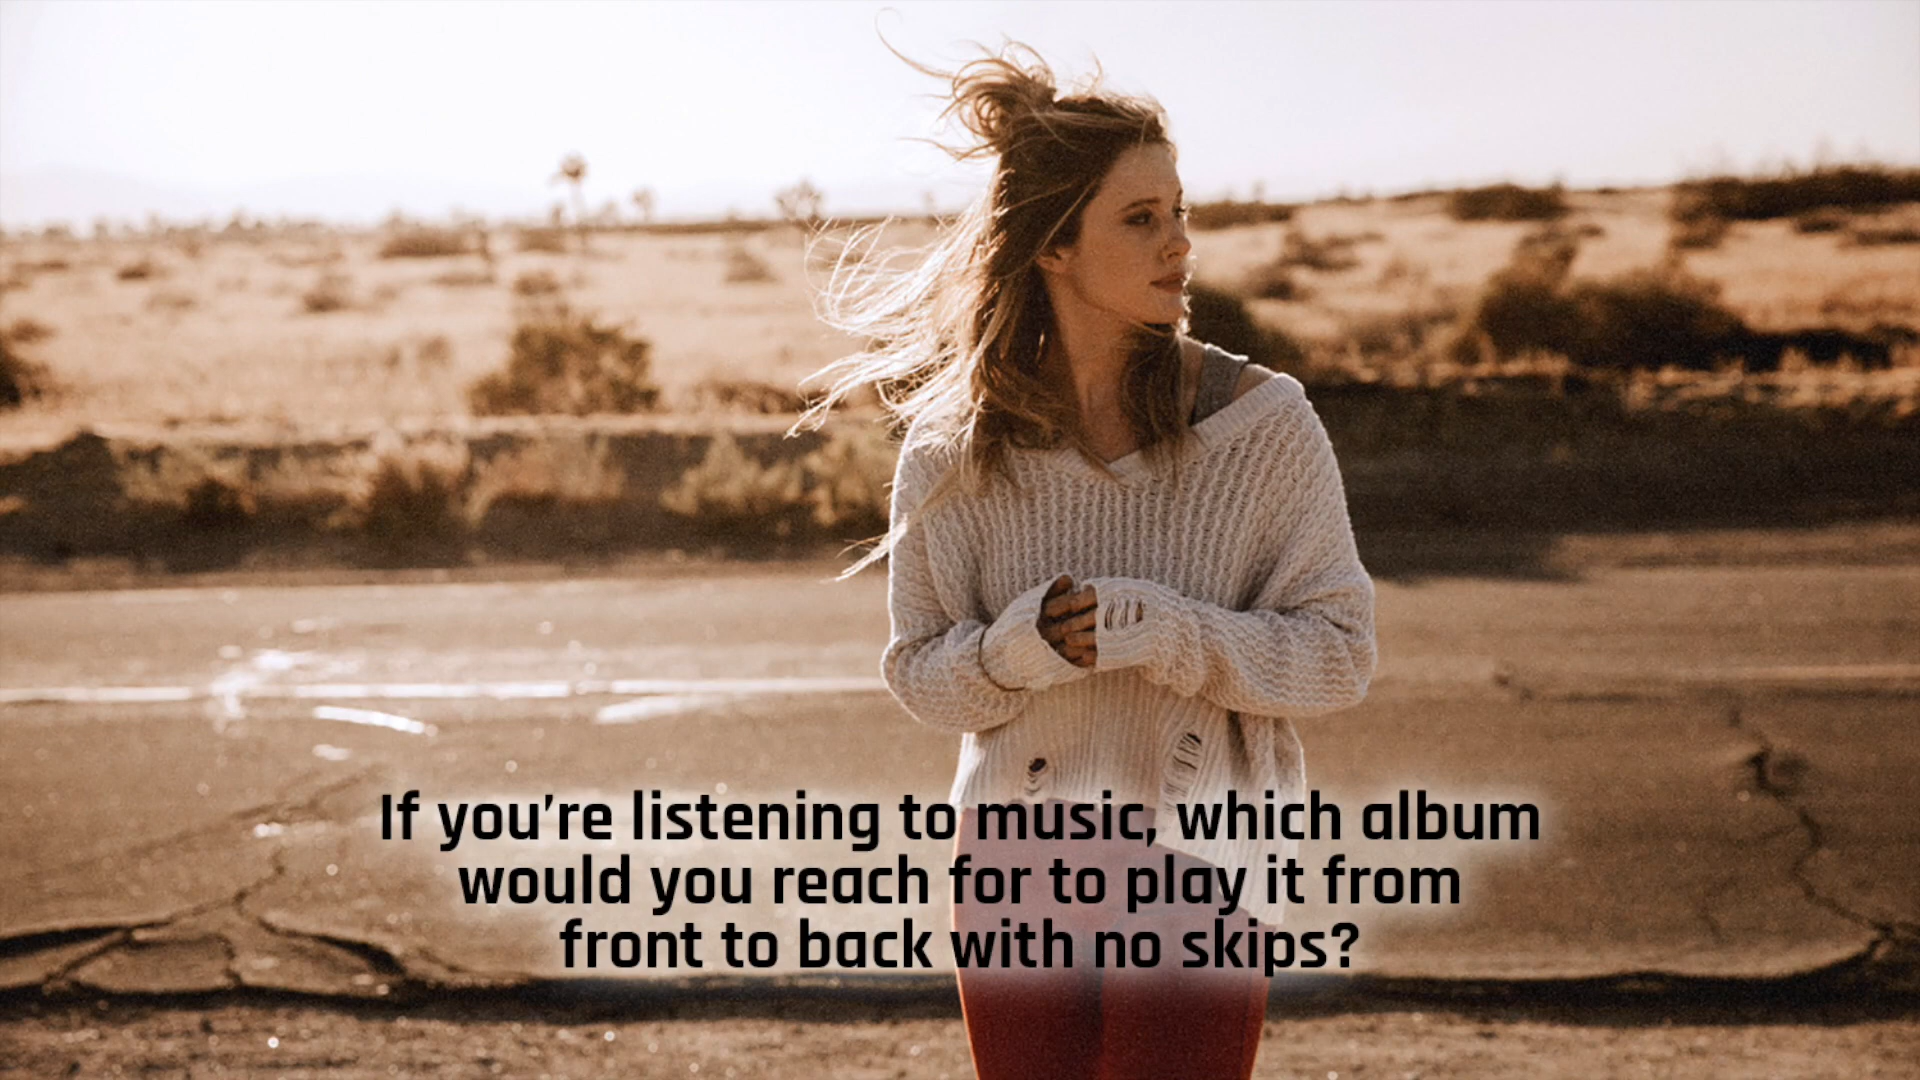 If you’re listening to music, which album
would you reach for to play it from
front to back with no skips?